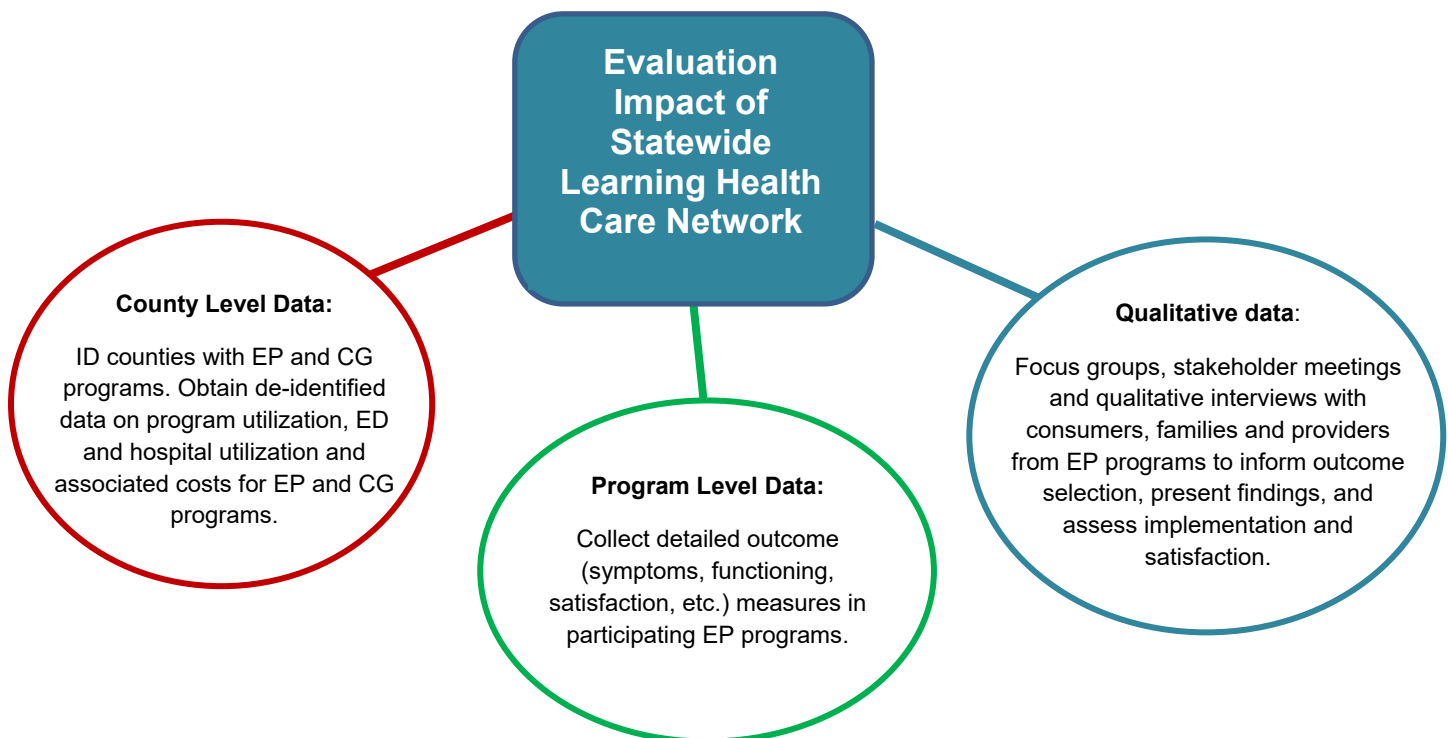 Evaluation
Impact of
Statewide
Learning Health
Care Network
County Level Data:
ID counties with EP and CG
programs. Obtain de-identified
data on program utilization, ED
and hospital utilization and
associated costs for EP and CG
programs.
Program Level Data:
Collect detailed outcome
(symptoms, functioning,
satisfaction, etc.) measures in
participating EP programs.
Qualitative data:
Focus groups, stakeholder meetings
and qualitative interviews with
consumers, families and providers
from EP programs to inform outcome
selection, present findings, and
assess implementation and
satisfaction.